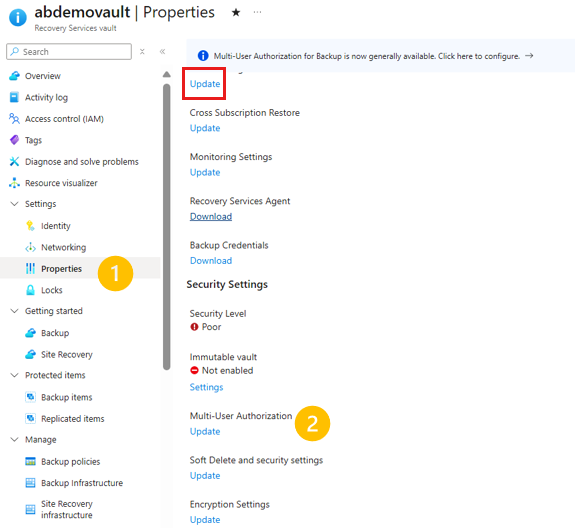 abdemovault | Properties ★ ...
Recovery Services vault
Search
Overview
Activity log
Access control (IAM)
Tags
Diagnose and solve problems
Resource visualizer
Settings
Identity
Networking
Properties
1
Locks
Getting started
Backup
Site Recovery
Protected items
Backup items
Replicated items
Manage
Backup policies
Backup Infrastructure
Site Recovery
infrastructure
Multi-User Authorization for Backup is now generally available. Click here to configure. →
Update
Cross Subscription Restore
Update
Monitoring Settings
Update
Recovery Services Agent
Download
Backup Credentials
Download
Security Settings
Security Level
Poor
Immutable vault
Not enabled
Settings
Multi-User Authorization
2
Update
Soft Delete and security settings
Update
Encryption Settings
Update